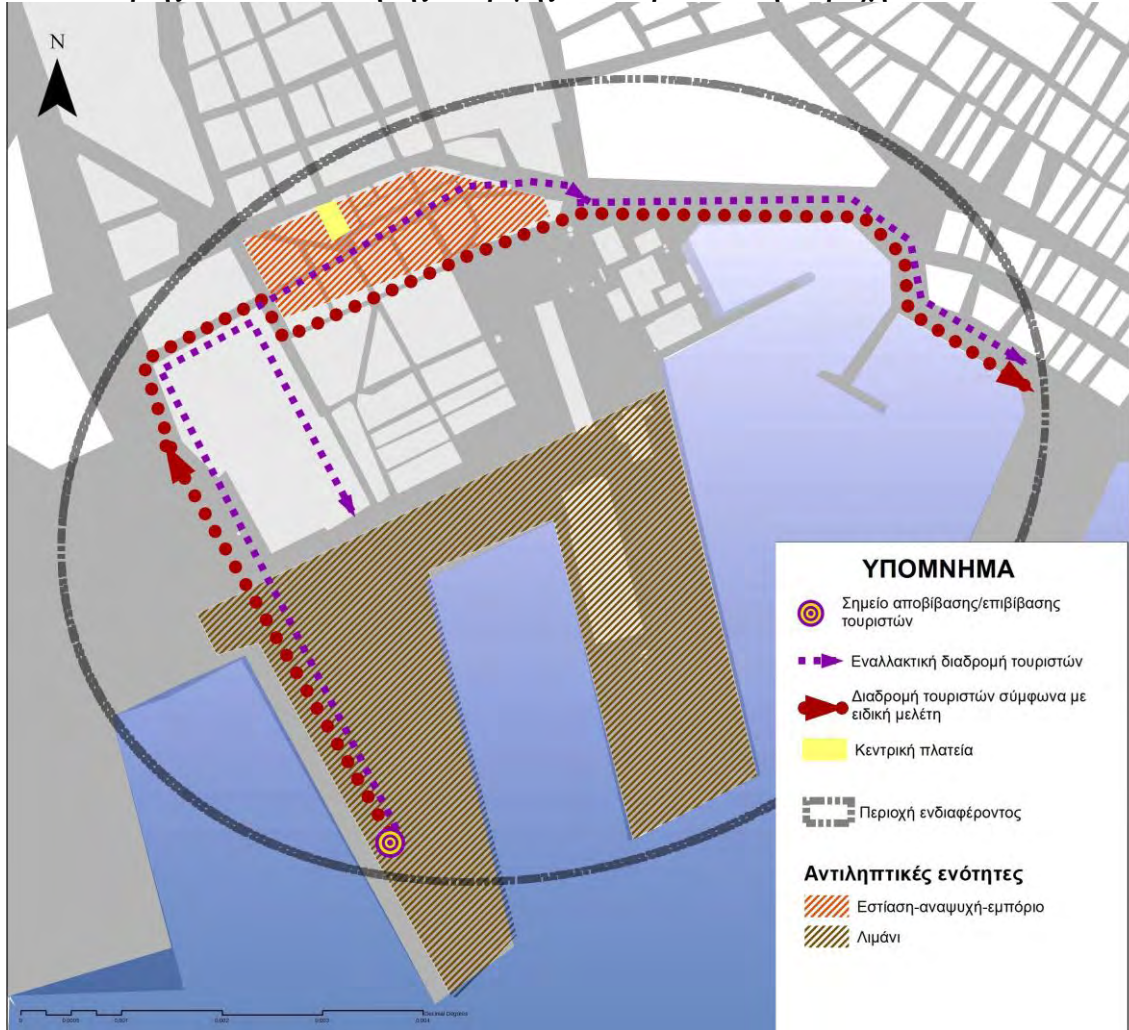 N
ΥΠΟΜΝΗΜΑ
Σημείο αποβίβασης/επιβίβασης
τουριστών
Εναλλακτική διαδρομή τουριστών
Διαδρομή τουριστών σύμφωνα με
ειδική μελέτη
Κεντρική πλατεία
Περιοχή ενδιαφέροντος
Αντιληπτικές ενότητες
Εστίαση-αναψυχή-εμπόριο
Λιμάνι